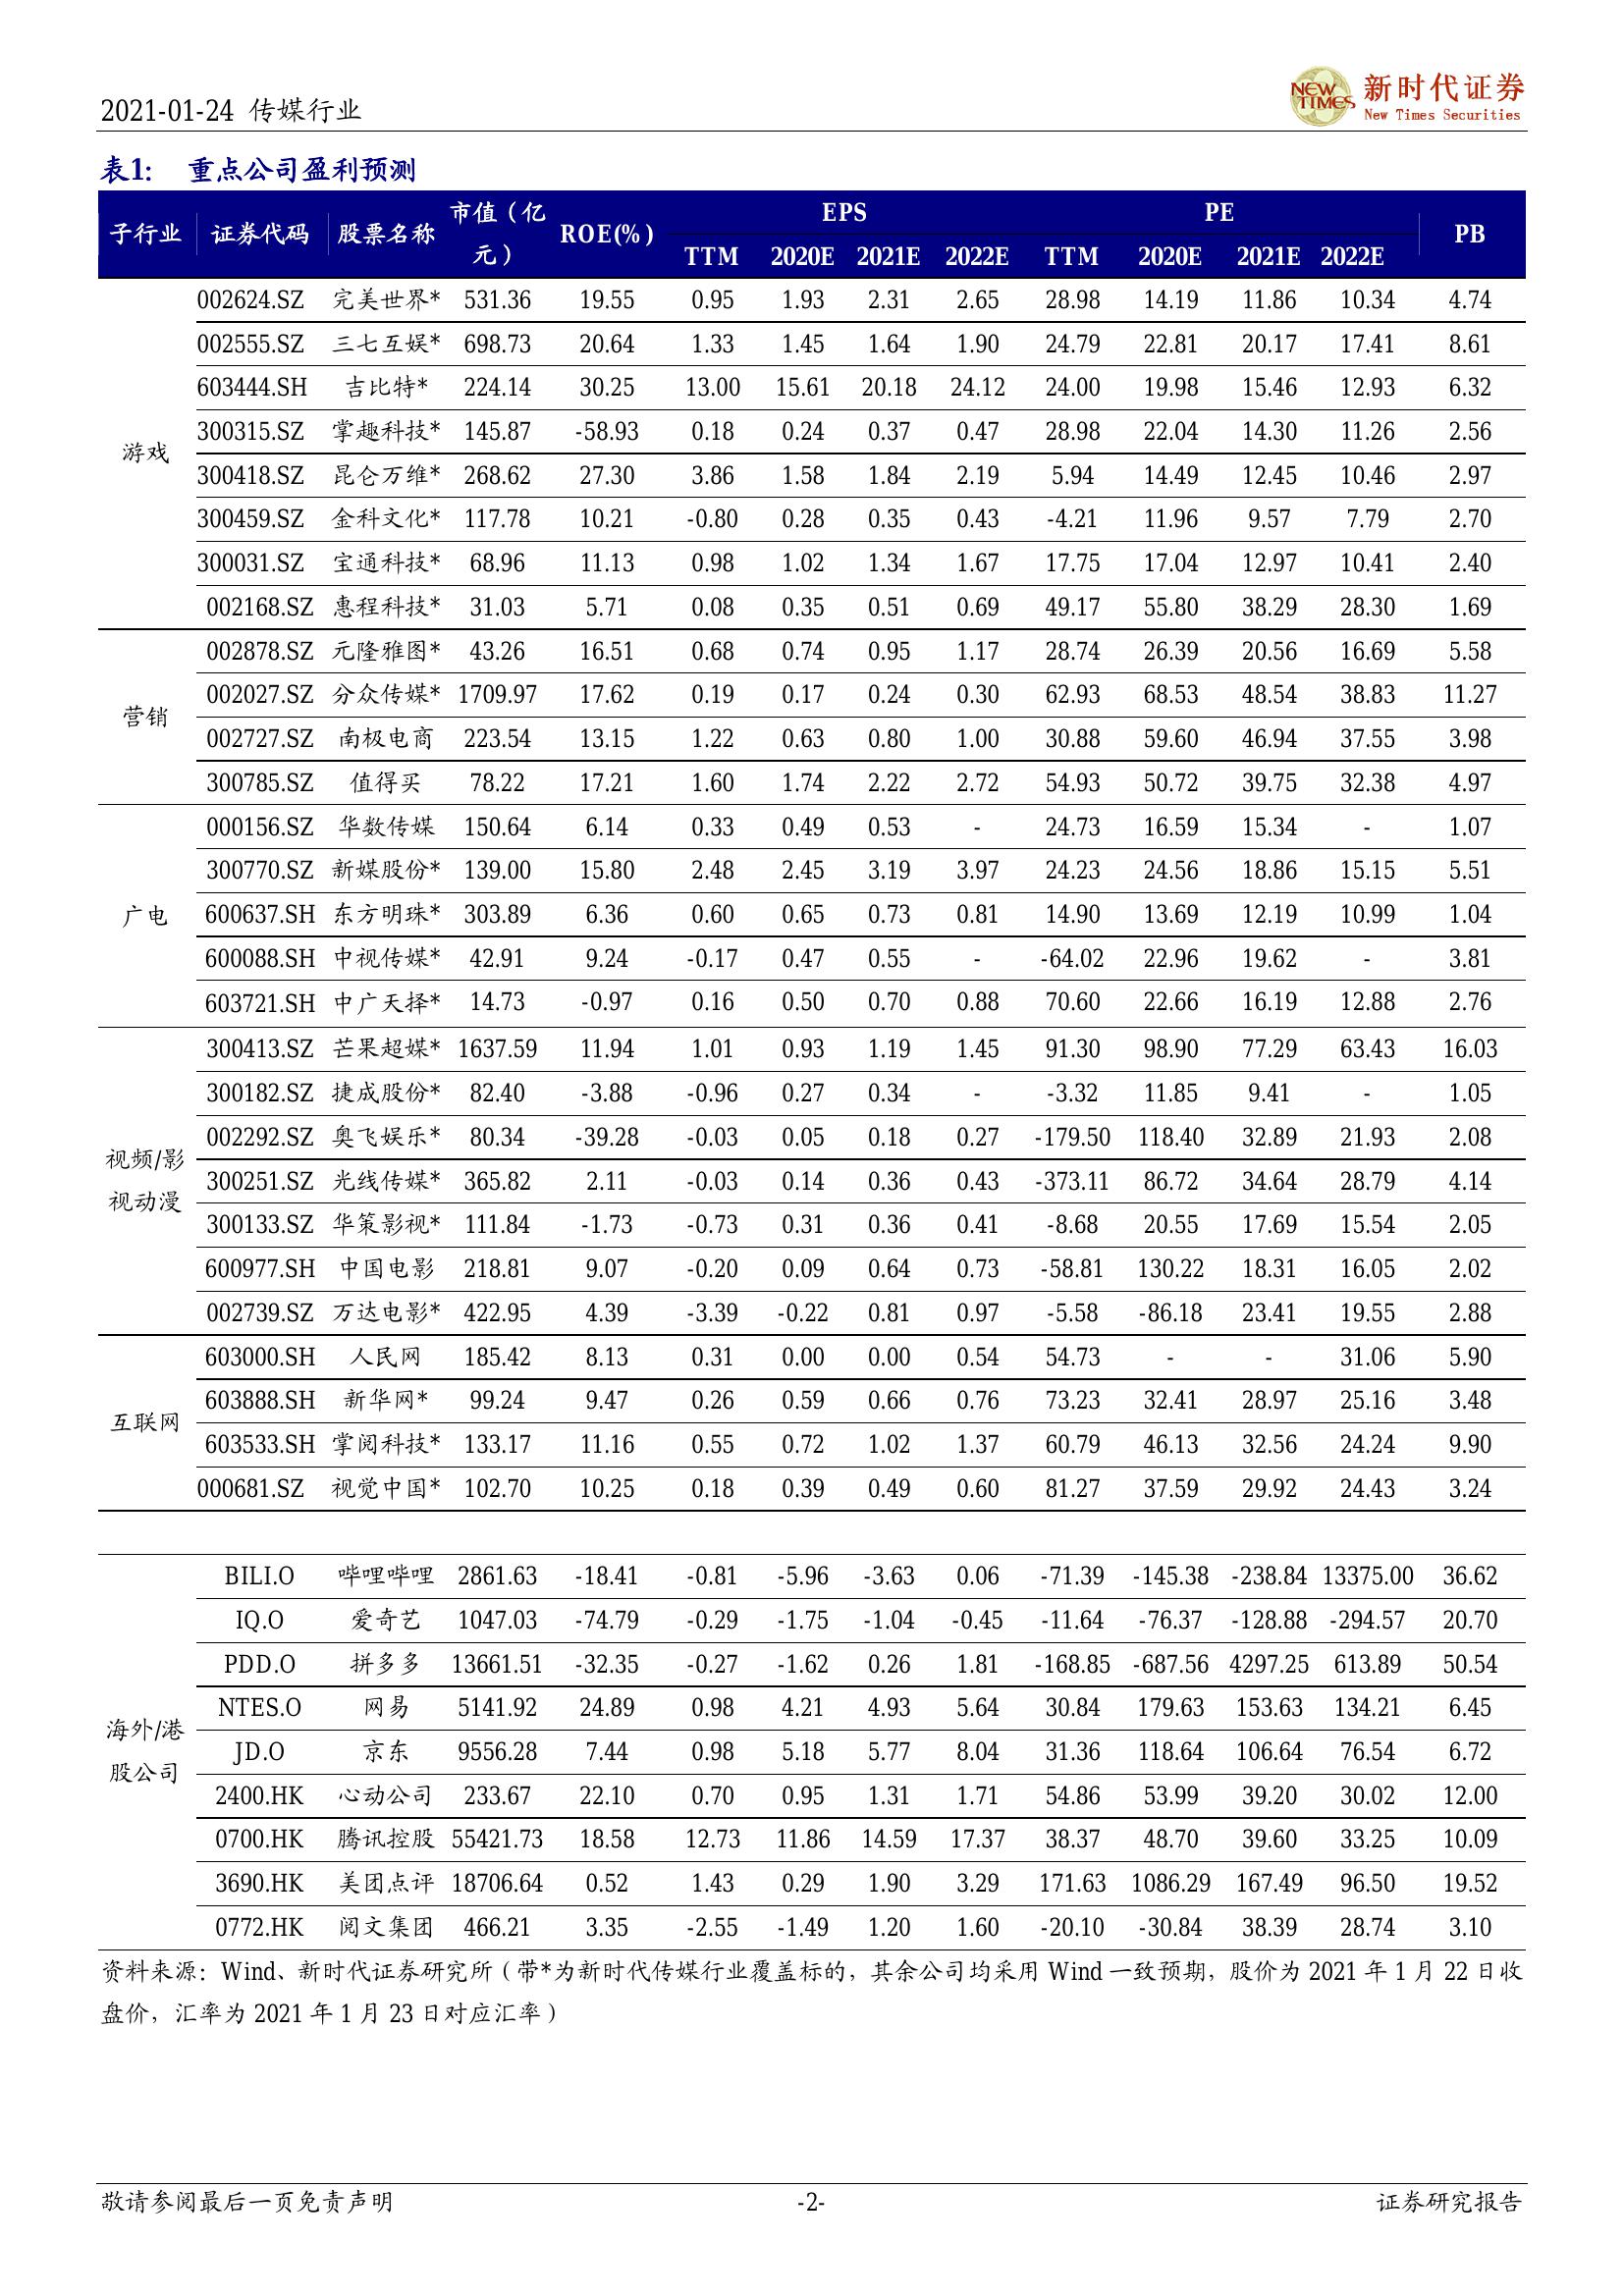 2021-01-24 传媒行业
NEW TIMES 新时代证券
New Times Securities
表1: 重点公司盈利预测
子行业 证券代码 股票名称 市值（亿元） ROE(%) EPS PE PB
TTM 2020E 2021E 2022E TTM 2020E 2021E 2022E
游戏
002624.SZ 完美世界* 531.36 19.55 0.95 1.93 2.31 2.65 28.98 14.19 11.86 10.34 4.74
002555.SZ 三七互娱* 698.73 20.64 1.33 1.45 1.64 1.90 24.79 22.81 20.17 17.41 8.61
603444.SH 吉比特* 224.14 30.25 13.00 15.61 20.18 24.12 24.00 19.98 15.46 12.93 6.32
300315.SZ 掌趣科技* 145.87 -58.93 0.18 0.24 0.37 0.47 28.98 22.04 14.30 11.26 2.56
300418.SZ 昆仑万维* 268.62 27.30 3.86 1.58 1.84 2.19 5.94 14.49 12.45 10.46 2.97
300459.SZ 金科文化* 117.78 10.21 -0.80 0.28 0.35 0.43 -4.21 11.96 9.57 7.79 2.70
300031.SZ 宝通科技* 68.96 11.13 0.98 1.02 1.34 1.67 17.75 17.04 12.97 10.41 2.40
002168.SZ 惠程科技* 31.03 5.71 0.08 0.35 0.51 0.69 49.17 55.80 38.29 28.30 1.69
营销
002878.SZ 元隆雅图* 43.26 16.51 0.68 0.74 0.95 1.17 28.74 26.39 20.56 16.69 5.58
002027.SZ 分众传媒* 1709.97 17.62 0.19 0.17 0.24 0.30 62.93 68.53 48.54 38.83 11.27
002727.SZ 南极电商 223.54 13.15 1.22 0.63 0.80 1.00 30.88 59.60 46.94 37.55 3.98
300785.SZ 值得买 78.22 17.21 1.60 1.74 2.22 2.72 54.93 50.72 39.75 32.38 4.97
广电
000156.SZ 华数传媒 150.64 6.14 0.33 0.49 0.53 - 24.73 16.59 15.34 - 1.07
300770.SZ 新媒股份* 139.00 15.80 2.48 2.45 3.19 3.97 24.23 24.56 18.86 15.15 5.51
600637.SH 东方明珠* 303.89 6.36 0.60 0.65 0.73 0.81 14.90 13.69 12.19 10.99 1.04
600088.SH 中视传媒* 42.91 9.24 -0.17 0.47 0.55 - -64.02 22.96 19.62 - 3.81
603721.SH 中广天择* 14.73 -0.97 0.16 0.50 0.70 0.88 70.60 22.66 16.19 12.88 2.76
视频/影视动漫
300413.SZ 芒果超媒* 1637.59 11.94 1.01 0.93 1.19 1.45 91.30 98.90 77.29 63.43 16.03
300182.SZ 捷成股份* 82.40 -3.88 -0.96 0.27 0.34 - -3.32 11.85 9.41 - 1.05
002292.SZ 奥飞娱乐* 80.34 -39.28 -0.03 0.05 0.18 0.27 -179.50 118.40 32.89 21.93 2.08
300251.SZ 光线传媒* 365.82 2.11 -0.03 0.14 0.36 0.43 -373.11 86.72 34.64 28.79 4.14
300133.SZ 华策影视* 111.84 -1.73 -0.73 0.31 0.36 0.41 -8.68 20.55 17.69 15.54 2.05
600977.SH 中国电影 218.81 9.07 -0.20 0.09 0.64 0.73 -58.81 130.22 18.31 16.05 2.02
002739.SZ 万达电影* 422.95 4.39 -3.39 -0.22 0.81 0.97 -5.58 -86.18 23.41 19.55 2.88
互联网
603000.SH 人民网 185.42 8.13 0.31 0.00 0.00 0.54 54.73 - - 31.06 5.90
603888.SH 新华网* 99.24 9.47 0.26 0.59 0.66 0.76 73.23 32.41 28.97 25.16 3.48
603533.SH 掌阅科技* 133.17 11.16 0.55 0.72 1.02 1.37 60.79 46.13 32.56 24.24 9.90
000681.SZ 视觉中国* 102.70 10.25 0.18 0.39 0.49 0.60 81.27 37.59 29.92 24.43 3.24
海外/港股公司
BILI.O 哔哩哔哩 2861.63 -18.41 -0.81 -5.96 -3.63 0.06 -71.39 -145.38 -238.84 13375.00 36.62
IQ.O 爱奇艺 1047.03 -74.79 -0.29 -1.75 -1.04 -0.45 -11.64 -76.37 -128.88 -294.57 20.70
PDD.O 拼多多 13661.51 -32.35 -0.27 -1.62 0.26 1.81 -168.85 -687.56 4297.25 613.89 50.54
NTES.O 网易 5141.92 24.89 0.98 4.21 4.93 5.64 30.84 179.63 153.63 134.21 6.45
JD.O 京东 9556.28 7.44 0.98 5.18 5.77 8.04 31.36 118.64 106.64 76.54 6.72
2400.HK 心动公司 233.67 22.10 0.70 0.95 1.31 1.71 54.86 53.99 39.20 30.02 12.00
0700.HK 腾讯控股 55421.73 18.58 12.73 11.86 14.59 17.37 38.37 48.70 39.60 33.25 10.09
3690.HK 美团点评 18706.64 0.52 1.43 0.29 1.90 3.29 171.63 1086.29 167.49 96.50 19.52
0772.HK 阅文集团 466.21 3.35 -2.55 -1.49 1.20 1.60 -20.10 -30.84 38.39 28.74 3.10
资料来源：Wind、新时代证券研究所（带*为新时代传媒行业覆盖标的，其余公司均采用 Wind 一致预期，股价为 2021 年 1 月 22 日收
盘价，汇率为 2021 年 1 月 23 日对应汇率）
敬请参阅最后一页免责声明 -2- 证券研究报告